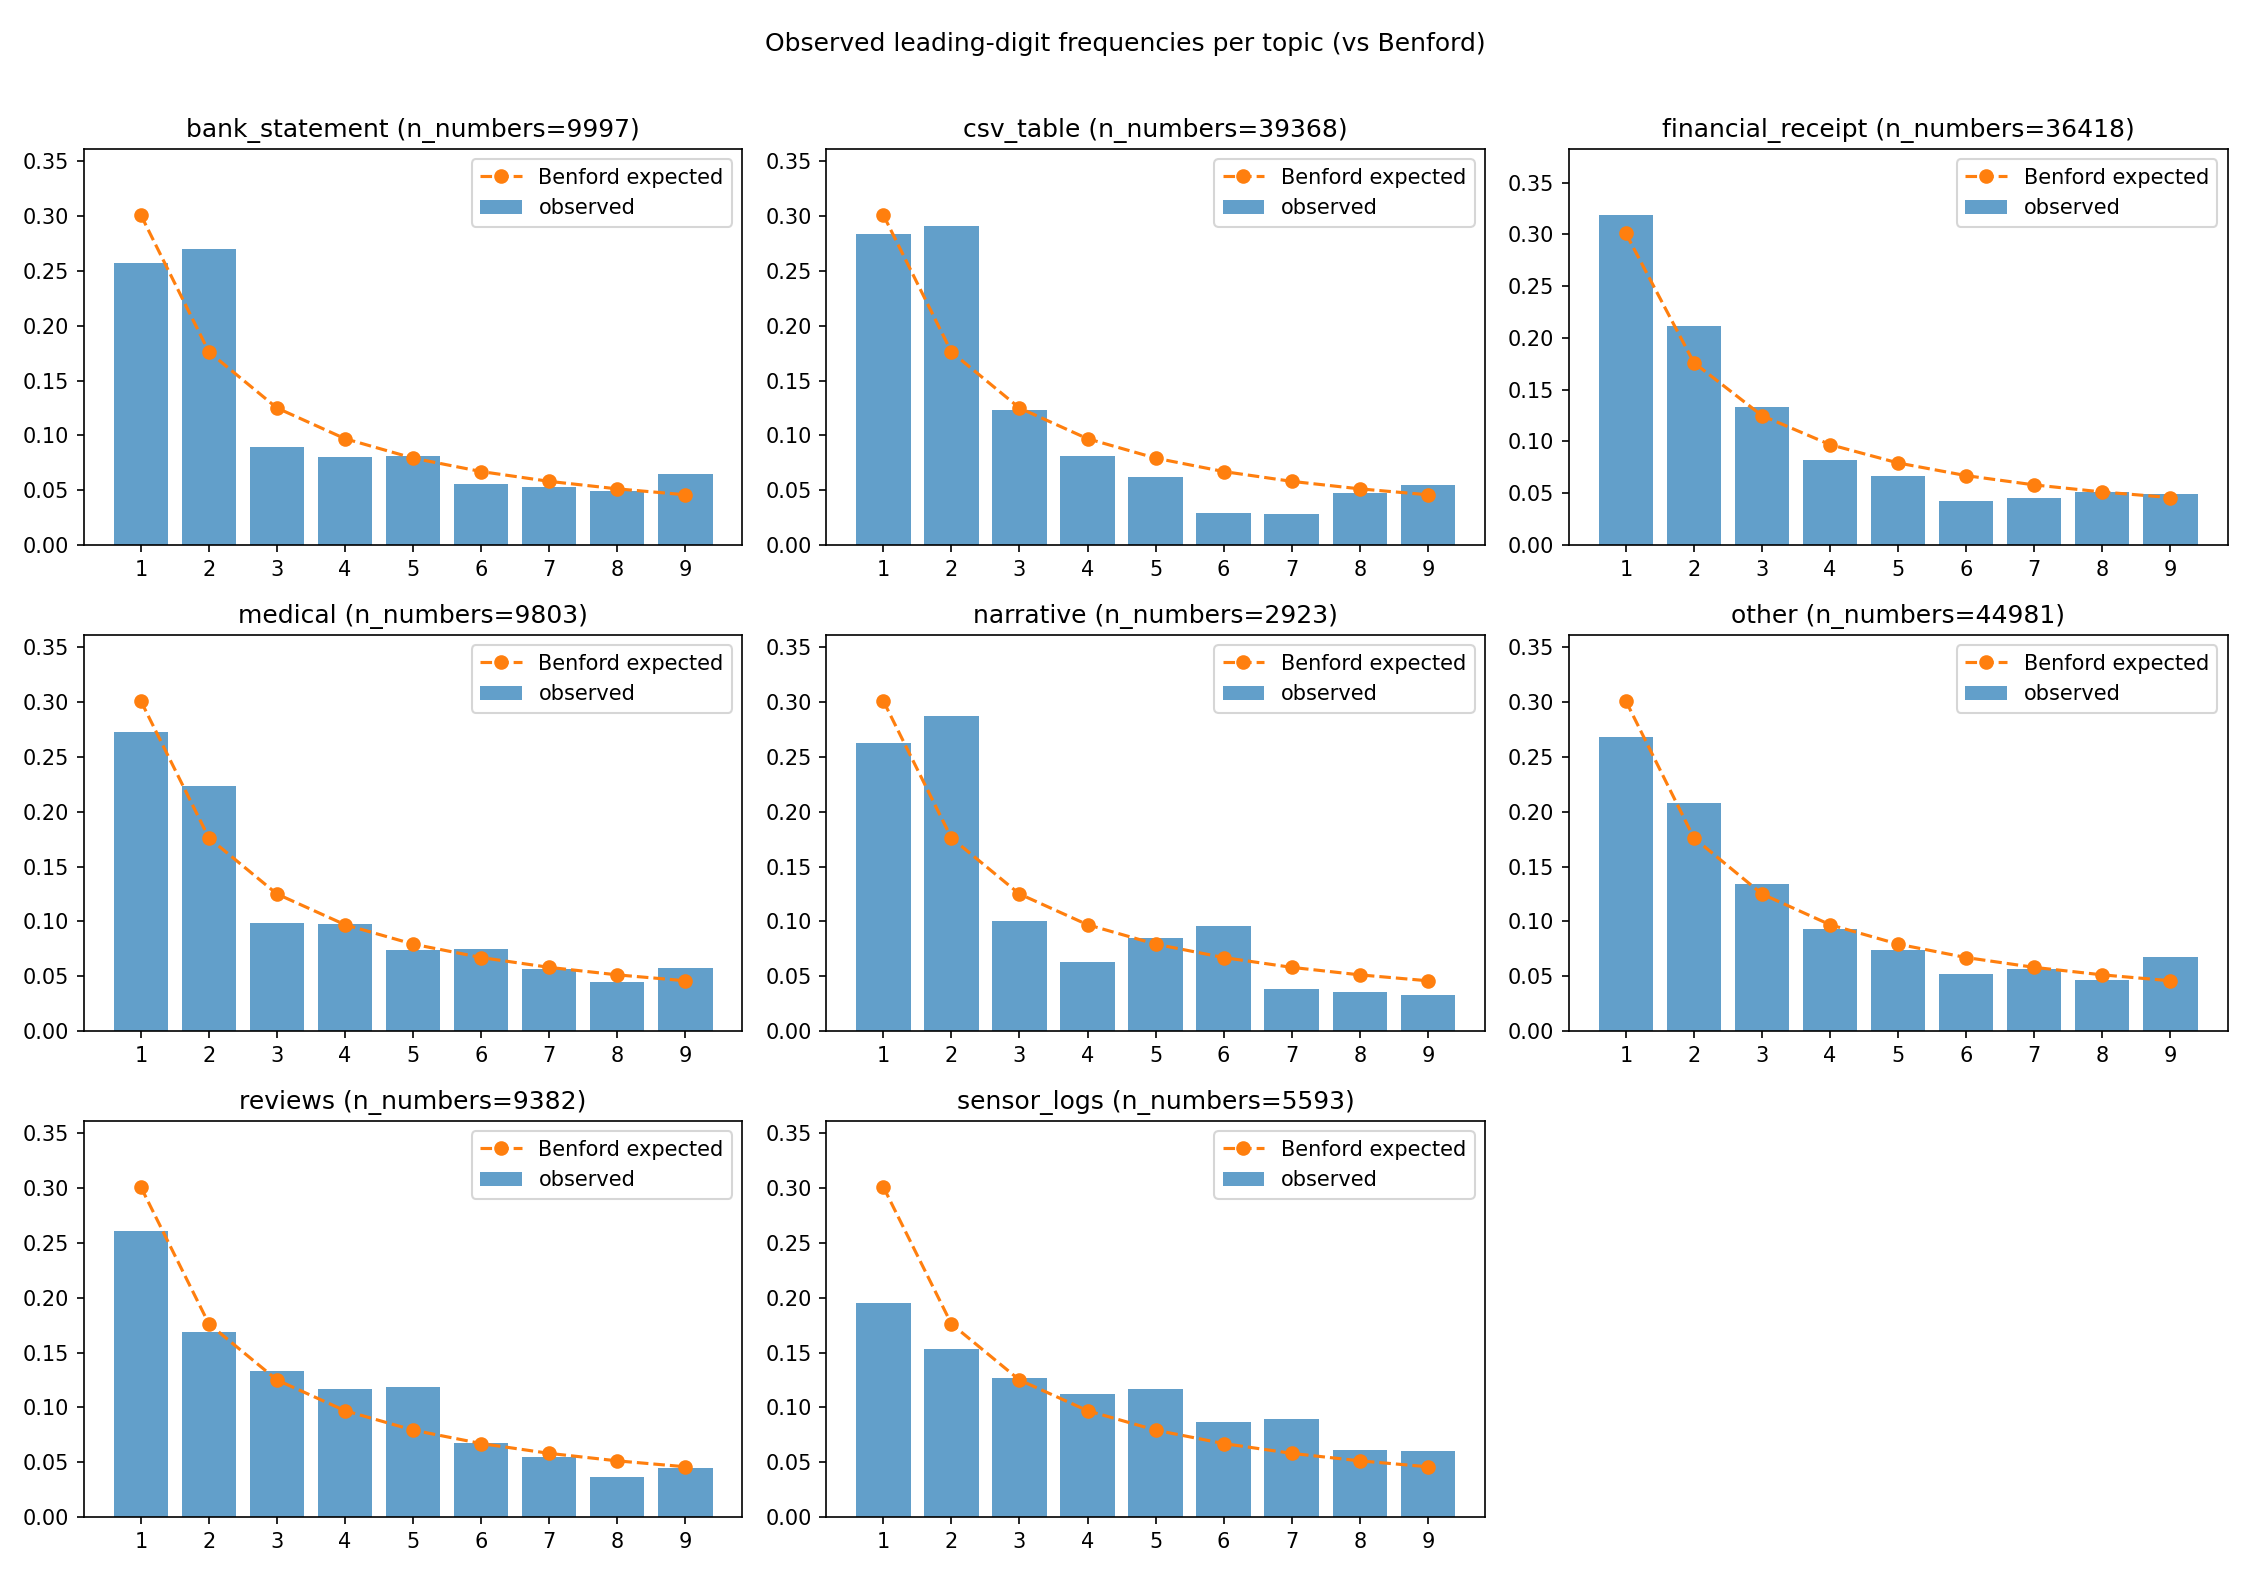 Observed leading-digit frequencies per topic (vs Benford)
bank_statement (n_numbers=9997)
0.35
0.30
0.25
0.20
0.15
0.10
0.05
0.00
Benford expected
observed
1 2 3 4 5 6 7 8 9
csv_table (n_numbers=39368)
0.35
0.30
0.25
0.20
0.15
0.10
0.05
0.00
Benford expected
observed
1 2 3 4 5 6 7 8 9
financial_receipt (n_numbers=36418)
0.35
0.30
0.25
0.20
0.15
0.10
0.05
0.00
Benford expected
observed
1 2 3 4 5 6 7 8 9
medical (n_numbers=9803)
0.35
0.30
0.25
0.20
0.15
0.10
0.05
0.00
Benford expected
observed
1 2 3 4 5 6 7 8 9
narrative (n_numbers=2923)
0.35
0.30
0.25
0.20
0.15
0.10
0.05
0.00
Benford expected
observed
1 2 3 4 5 6 7 8 9
other (n_numbers=44981)
0.35
0.30
0.25
0.20
0.15
0.10
0.05
0.00
Benford expected
observed
1 2 3 4 5 6 7 8 9
reviews (n_numbers=9382)
0.35
0.30
0.25
0.20
0.15
0.10
0.05
0.00
Benford expected
observed
1 2 3 4 5 6 7 8 9
sensor_logs (n_numbers=5593)
0.35
0.30
0.25
0.20
0.15
0.10
0.05
0.00
Benford expected
observed
1 2 3 4 5 6 7 8 9